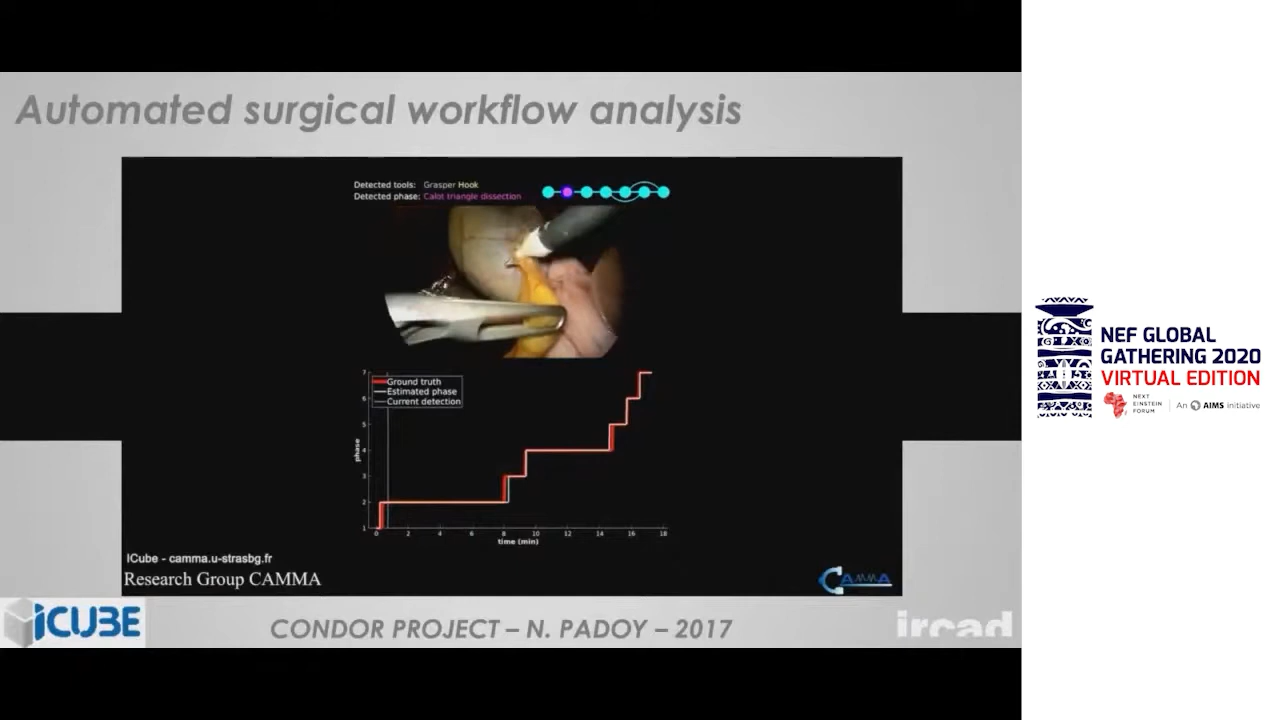 Automated surgical workflow analysis
Detected tools: Grasper Hook
Detected phase: Calot triangle dissection
Ground truth
Estimated phase
Current detection
7
6
5
4
3
2
1
phase
0 2 4 6 8 10 12 14 16 18
time (min)
ICube - camma.u-strasbg.fr
Research Group CAMMA
CAMMA
iCUBE
CONDOR PROJECT – N. PADOY – 2017
ircad
NEF GLOBAL
GATHERING 2020
VIRTUAL EDITION
NEXT
EINSTEIN
FORUM
An AIMS initiative